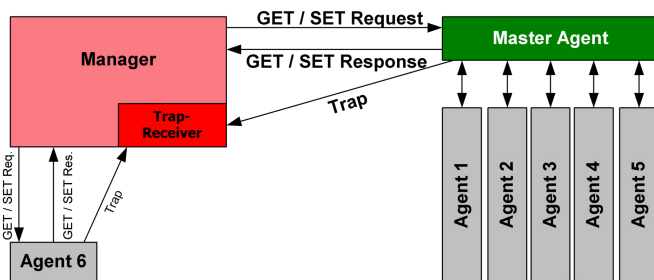 GET / SET Request
Manager
Master Agent
GET / SET Response
Trap
Trap-
Receiver
GET / SET Req.
GET / SET Res.
Trap
Agent 1
Agent 2
Agent 3
Agent 4
Agent 5
Agent 6